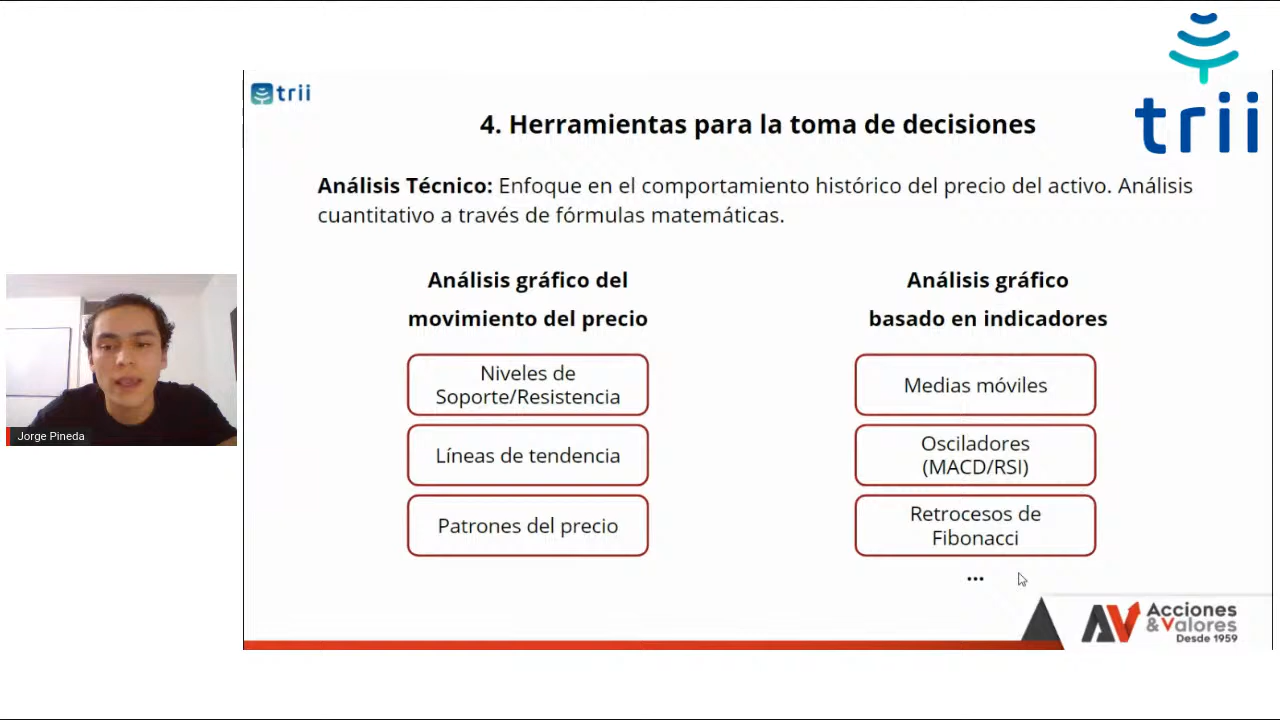 trii
trii
4. Herramientas para la toma de decisiones
Análisis Técnico: Enfoque en el comportamiento histórico del precio del activo. Análisis
cuantitativo a través de fórmulas matemáticas.
Análisis gráfico del
movimiento del precio
Niveles de
Soporte/Resistencia
Líneas de tendencia
Patrones del precio
Análisis gráfico
basado en indicadores
Medias móviles
Osciladores
(MACD/RSI)
Retrocesos de
Fibonacci
...
Jorge Pineda
AV Acciones
& Valores
Desde 1959